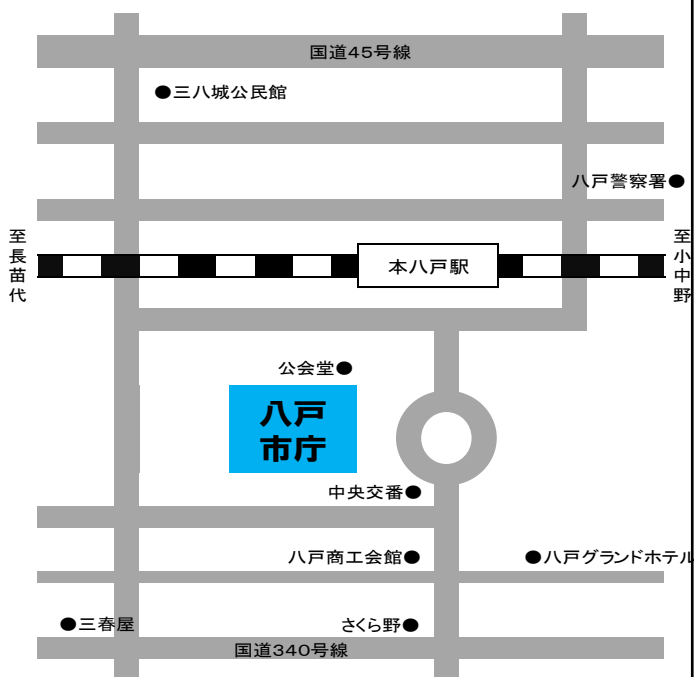 国道45号線
●三八城公民館
八戸警察署●
至長苗代
至小中野
本八戸駅
公会堂●
八戸
市庁
中央交番●
八戸商工会館●
●八戸グランドホテル
●三春屋
さくら野●
国道340号線